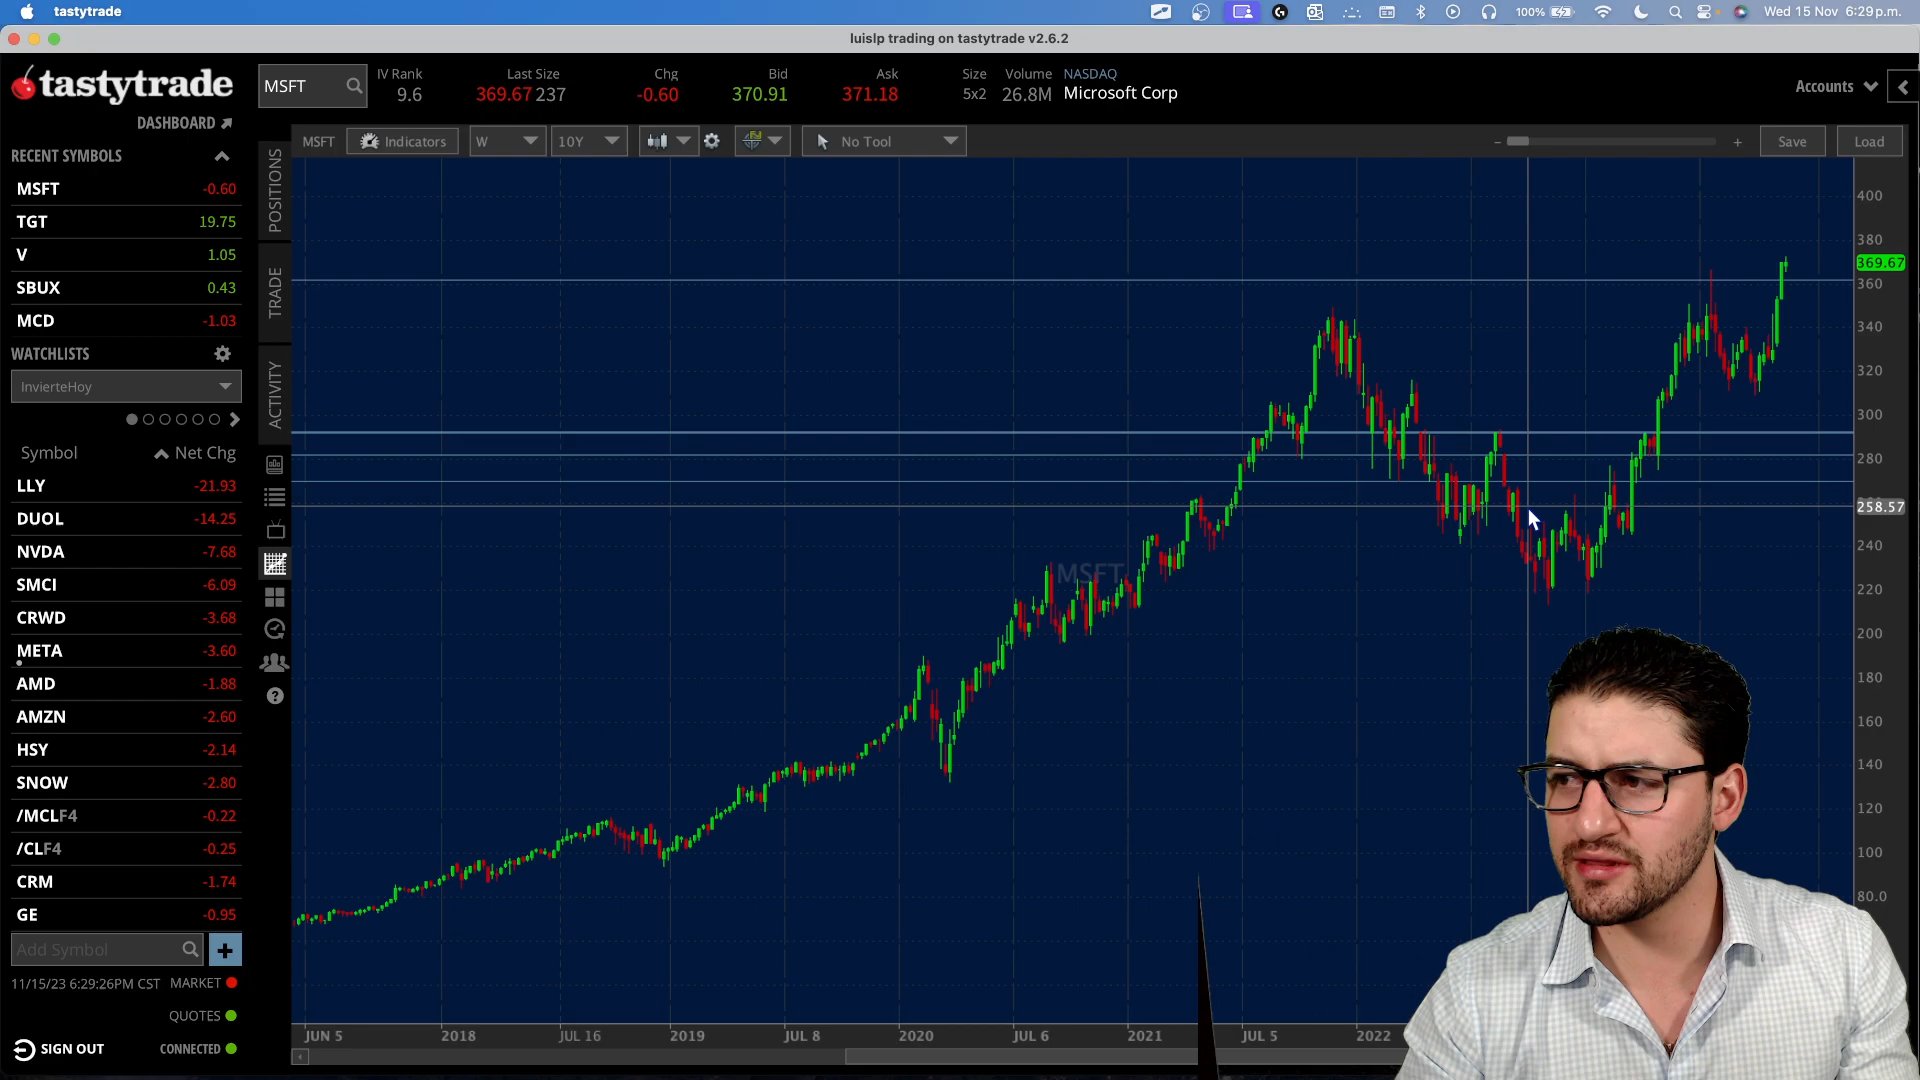 tastytrade
100%
Wed 15 Nov 6:29 p.m.
luislp trading on tastytrade v2.6.2
tastytrade
DASHBOARD
MSFT
IV Rank
9.6
Last Size
369.67 237
Chg
-0.60
Bid
370.91
Ask
371.18
Size
5x2
Volume
26.8M
NASDAQ
Microsoft Corp
Accounts
RECENT SYMBOLS
MSFT -0.60
TGT 19.75
V 1.05
SBUX 0.43
MCD -1.03
WATCHLISTS
InvierteHoy
Symbol Net Chg
LLY -21.93
DUOL -14.25
NVDA -7.68
SMCI -6.09
CRWD -3.68
META -3.60
AMD -1.88
AMZN -2.60
HSY -2.14
SNOW -2.80
/MCLF4 -0.22
/CLF4 -0.25
CRM -1.74
GE -0.95
Add Symbol
11/15/23 6:29:26PM CST MARKET
QUOTES
SIGN OUT CONNECTED
POSITIONS
TRADE
ACTIVITY
MSFT Indicators W 10Y No Tool - + Save Load
MSFT
400
380
369.67
360
340
320
300
280
258.57
240
220
200
180
160
140
120
100
80.0
JUN 5 2018 JUL 16 2019 JUL 8 2020 JUL 6 2021 JUL 5 2022